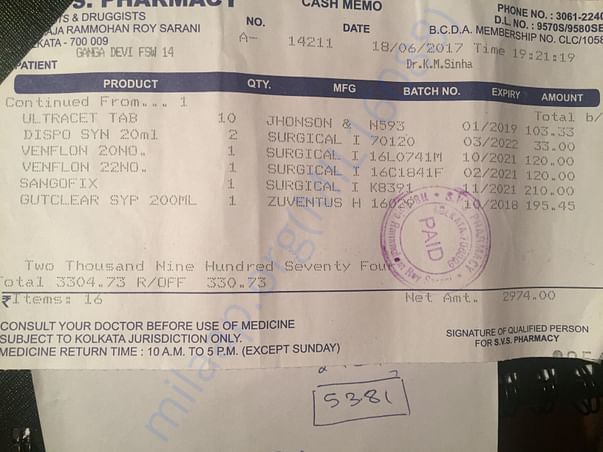 S. PHARMACY
CASH MEMO
PHONE NO. : 3061-2240
TS & DRUGGISTS
D.L. NO. : 9570S/9580SE
AJA RAMMOHAN ROY SARANI
NO.
DATE
B.C.D.A. MEMBERSHIP NO. CLC/1058
KATA - 700 009
A- 14211 18/06/2017 Time 19:21:19
GANGA DEVI FSW 14
PATIENT
Dr.K.M.Sinha
PRODUCT QTY. MFG BATCH NO. EXPIRY AMOUNT
Continued From... 1 Total b/
ULTRACET TAB 10 JHONSON & N593 01/2019 103.33
DISPO SYN 20ml 2 SURGICAL I 70120 03/2022 33.00
VENFLON 20NO. 1 SURGICAL I 16L0741M 10/2021 120.00
VENFLON 22NO. 1 SURGICAL I 16C1841F 02/2021 120.00
SANGOFIX 1 SURGICAL I K8391 11/2021 210.00
GUTCLEAR SYP 200ML 1 ZUVENTUS H 10/2018 195.45
S.V.S. PHARMACY
PAID
Two Thousand Nine Hundred Seventy Four
Total 3304.73 R/OFF 330.73
₹Items: 16 Net Amt. 2974.00
CONSULT YOUR DOCTOR BEFORE USE OF MEDICINE
SUBJECT TO KOLKATA JURISDICTION ONLY.
MEDICINE RETURN TIME : 10 A.M. TO 5 P.M. (EXCEPT SUNDAY)
SIGNATURE OF QUALIFIED PERSON
FOR S.V.S. PHARMACY
5381